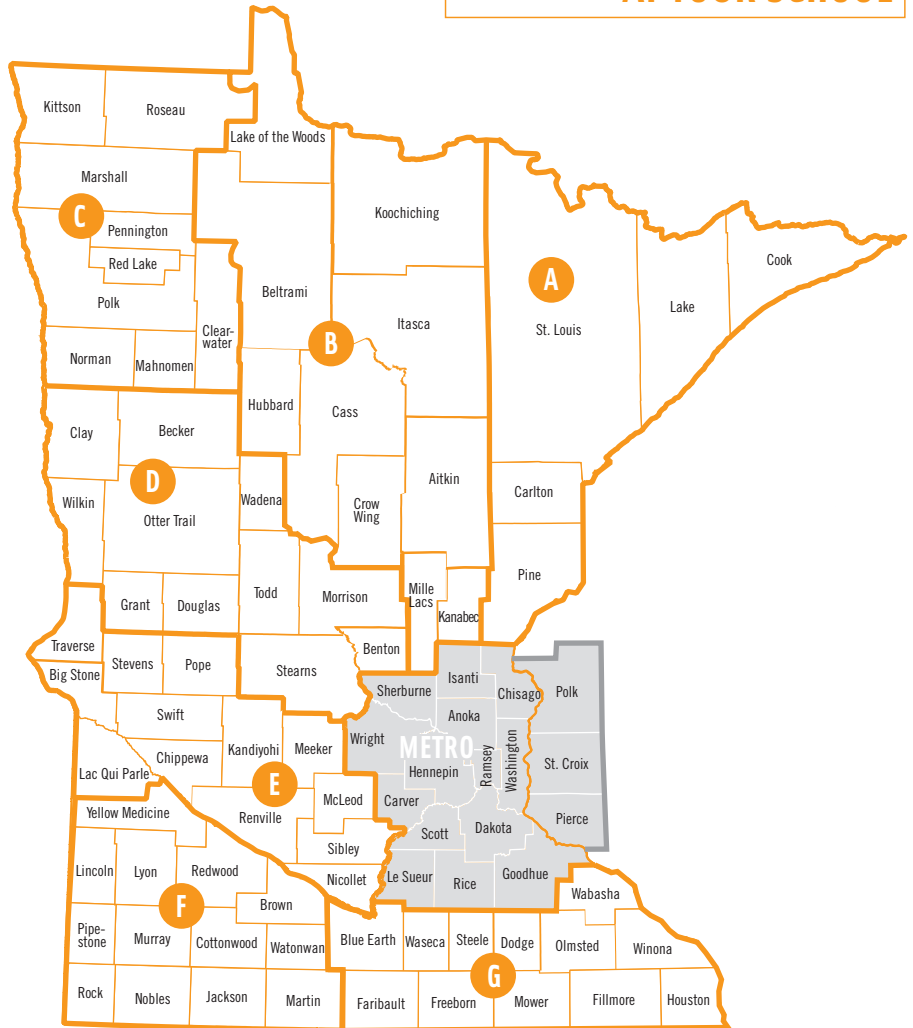 YOUR SCHOOL
Kittson
Roseau
Lake of the Woods
Marshall
Koochiching
C
Pennington
Red Lake
Cook
A
Polk
Beltrami
Lake
Itasca
St. Louis
Clear-
water
B
Norman
Mahnomen
Hubbard
Cass
Clay
Becker
Aitkin
D
Carlton
Wilkin
Wadena
Crow
Wing
Otter Trail
Pine
Grant
Douglas
Todd
Morrison
Mille
Lacs
Kanabec
Traverse
Benton
Stevens
Pope
Stearns
Big Stone
Isanti
Sherburne
Chisago
Polk
Swift
Anoka
Wright
Kandiyohi
Meeker
METRO
Ramsey
Washington
Chippewa
St. Croix
Lac Qui Parle
Hennepin
E
McLeod
Carver
Yellow Medicine
Renville
Pierce
Scott
Dakota
Sibley
Lincoln
Lyon
Redwood
Nicollet
Le Sueur
Rice
Goodhue
Wabasha
F
Brown
Pipe-
stone
Murray
Cottonwood
Watonwan
Blue Earth
Waseca
Steele
Dodge
Olmsted
Winona
G
Rock
Nobles
Jackson
Martin
Faribault
Freeborn
Mower
Fillmore
Houston